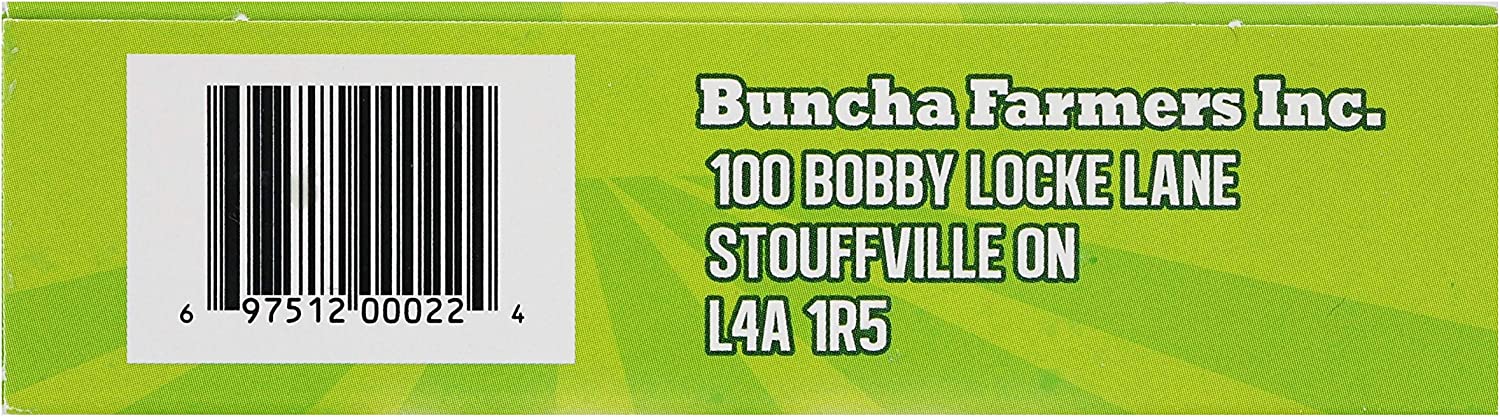 Buncha Farmers Inc.
100 BOBBY LOCKE LANE
STOUFFVILLE ON
L4A 1R5
6 97512 00022 4